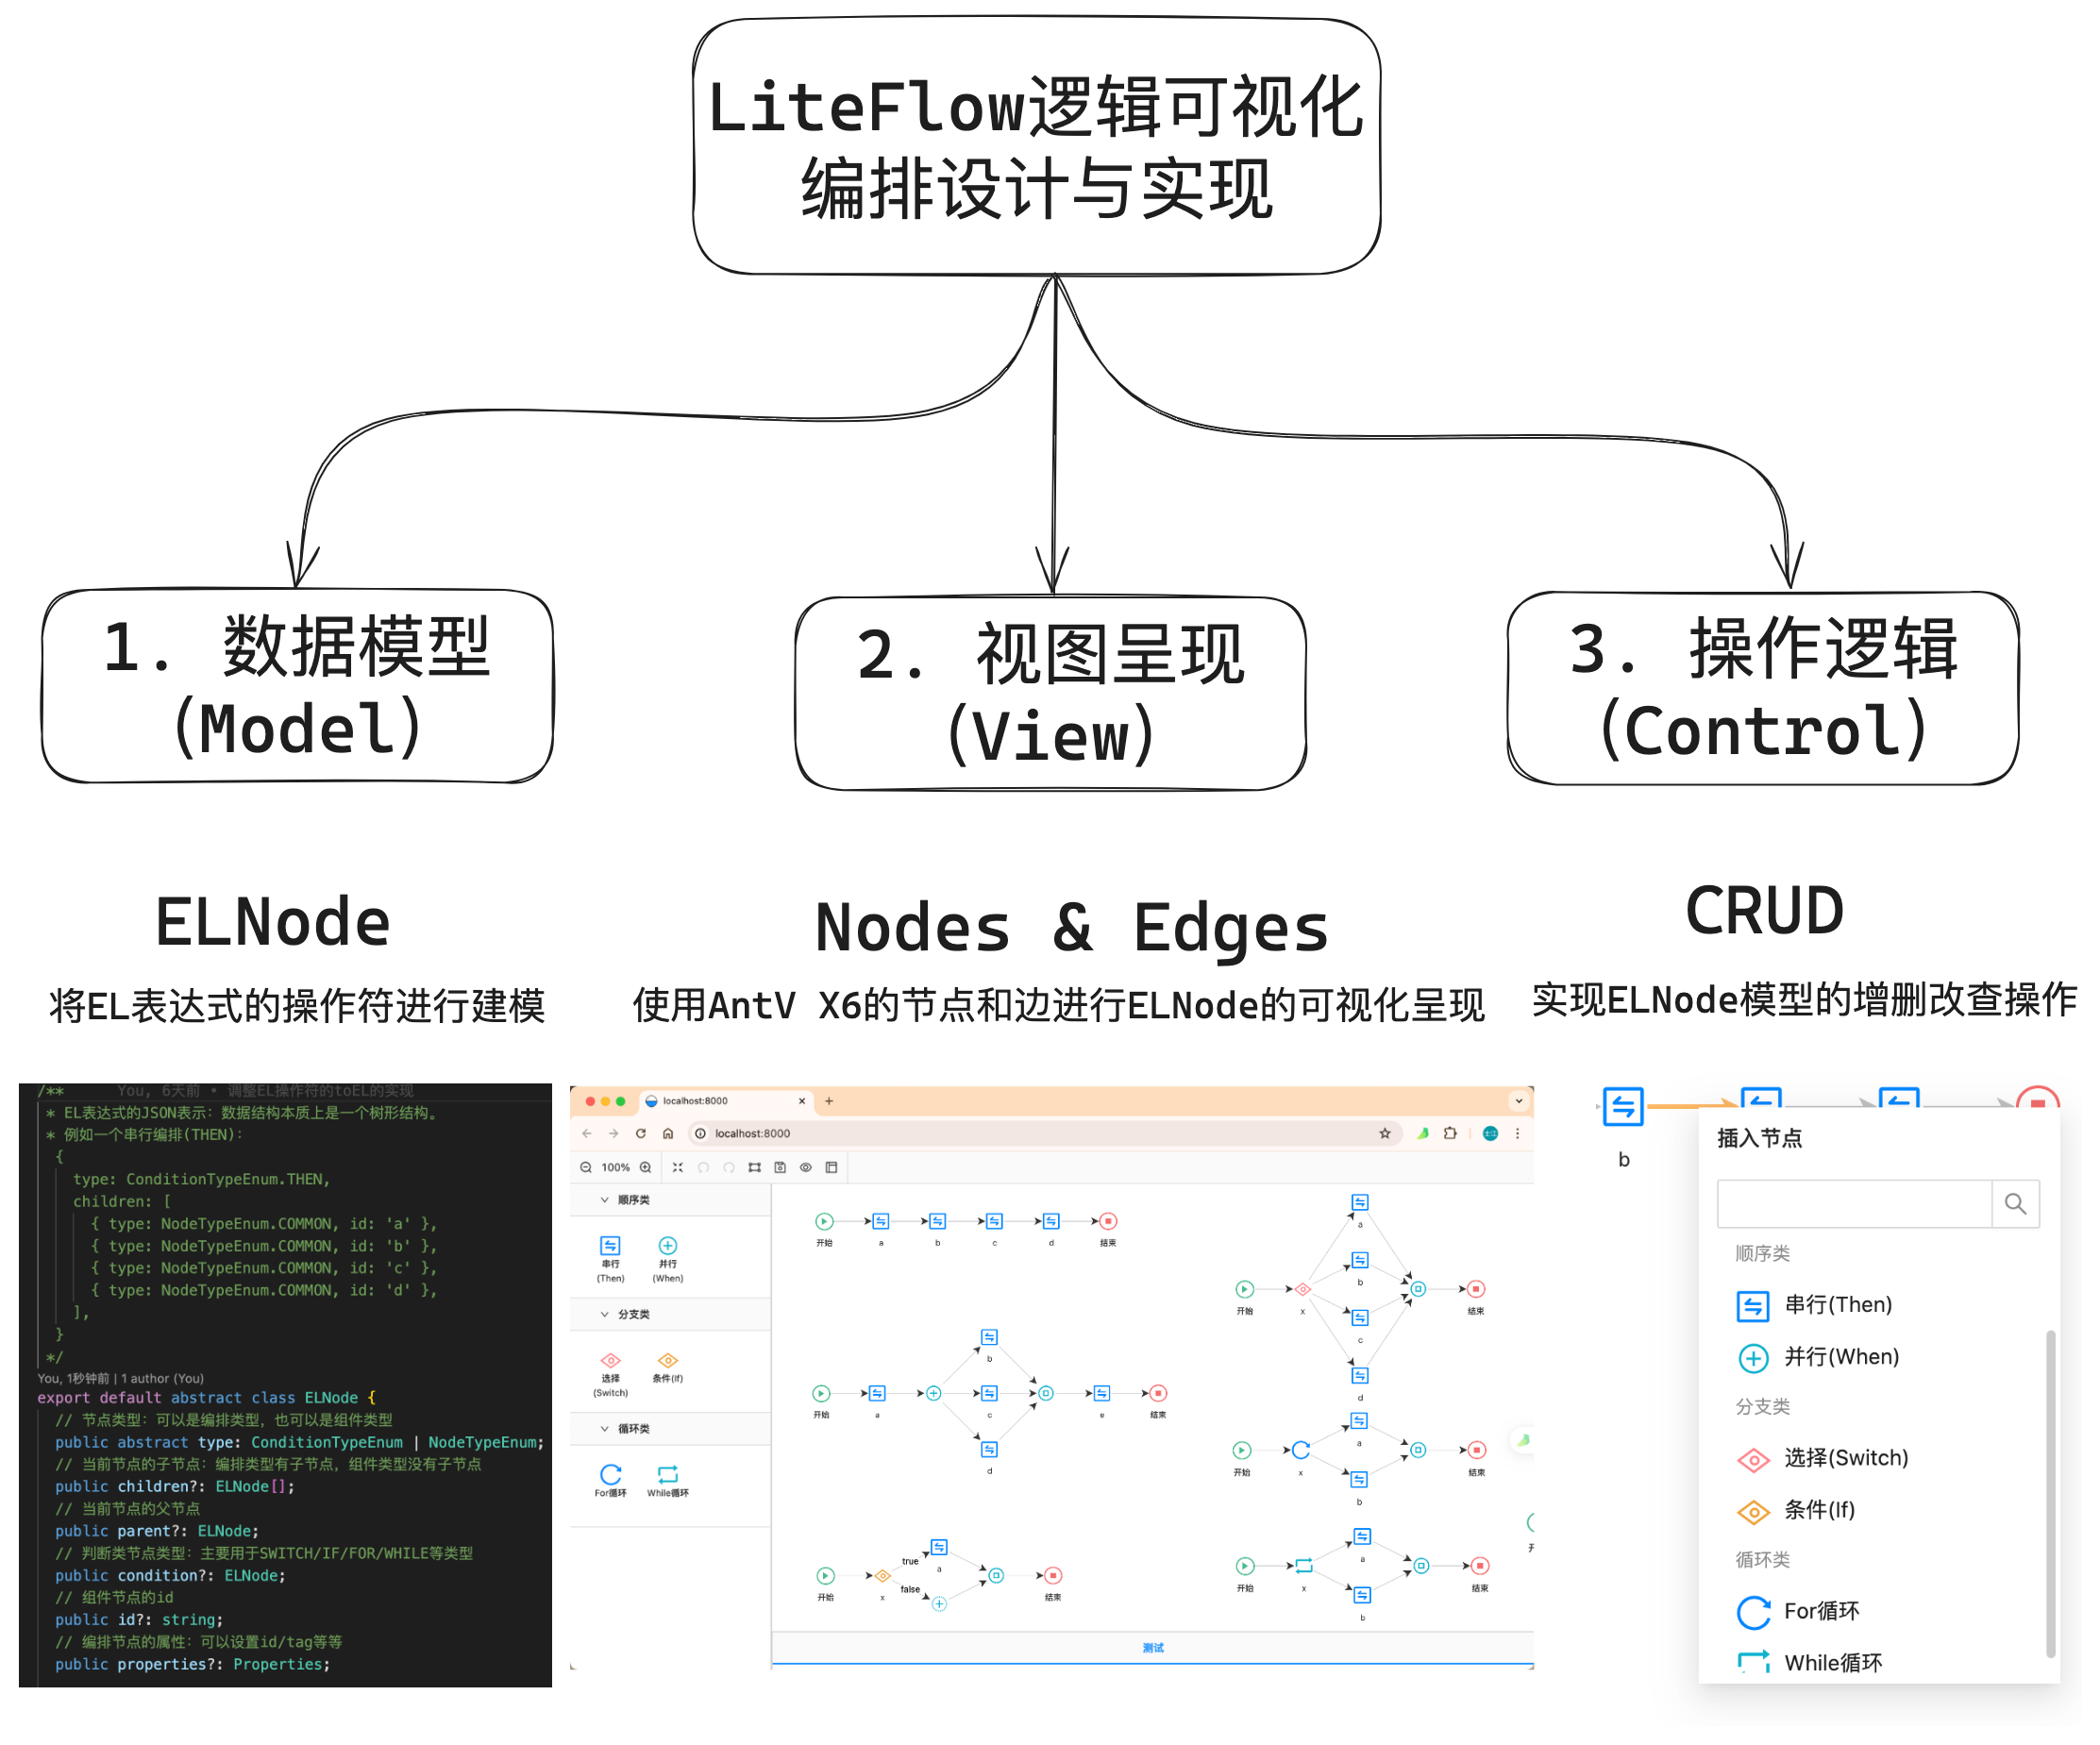 LiteFlow逻辑可视化
编排设计与实现
1. 数据模型
(Model)
2. 视图呈现
(View)
3. 操作逻辑
(Control)
ELNode
将EL表达式的操作符进行建模
Nodes & Edges
使用AntV X6的节点和边进行ELNode的可视化呈现
CRUD
实现ELNode模型的增删改查操作
/** You, 6天前 • 调整EL操作符的toEL的实现
* EL表达式的JSON表示：数据结构本质上是一个树形结构。
* 例如一个串行编排(THEN)：
{
type: ConditionTypeEnum.THEN,
children: [
{ type: NodeTypeEnum.COMMON, id: 'a' },
{ type: NodeTypeEnum.COMMON, id: 'b' },
{ type: NodeTypeEnum.COMMON, id: 'c' },
{ type: NodeTypeEnum.COMMON, id: 'd' },
],
}
*/
You, 1秒钟前 | 1 author (You)
export default abstract class ELNode {
// 节点类型：可以是编排类型，也可以是组件类型
public abstract type: ConditionTypeEnum | NodeTypeEnum;
// 当前节点的子节点：编排类型有子节点，组件类型没有子节点
public children?: ELNode[];
// 当前节点的父节点
public parent?: ELNode;
// 判断类节点类型：主要用于SWITCH/IF/FOR/WHILE等类型
public condition?: ELNode;
// 组件节点的id
public id?: string;
// 编排节点的属性：可以设置id/tag等等
public properties?: Properties;
localhost:8000
localhost:8000
100%
顺序类
串行
(Then)
并行
(When)
分支类
选择
(Switch)
条件(If)
循环类
For循环
While循环
开始
a
b
c
d
结束
开始
a
b
c
d
e
结束
开始
x
true
false
a
结束
开始
x
a
b
c
d
结束
开始
x
a
b
结束
开始
x
a
b
结束
测试
b
插入节点
顺序类
串行(Then)
并行(When)
分支类
选择(Switch)
条件(If)
循环类
For循环
While循环